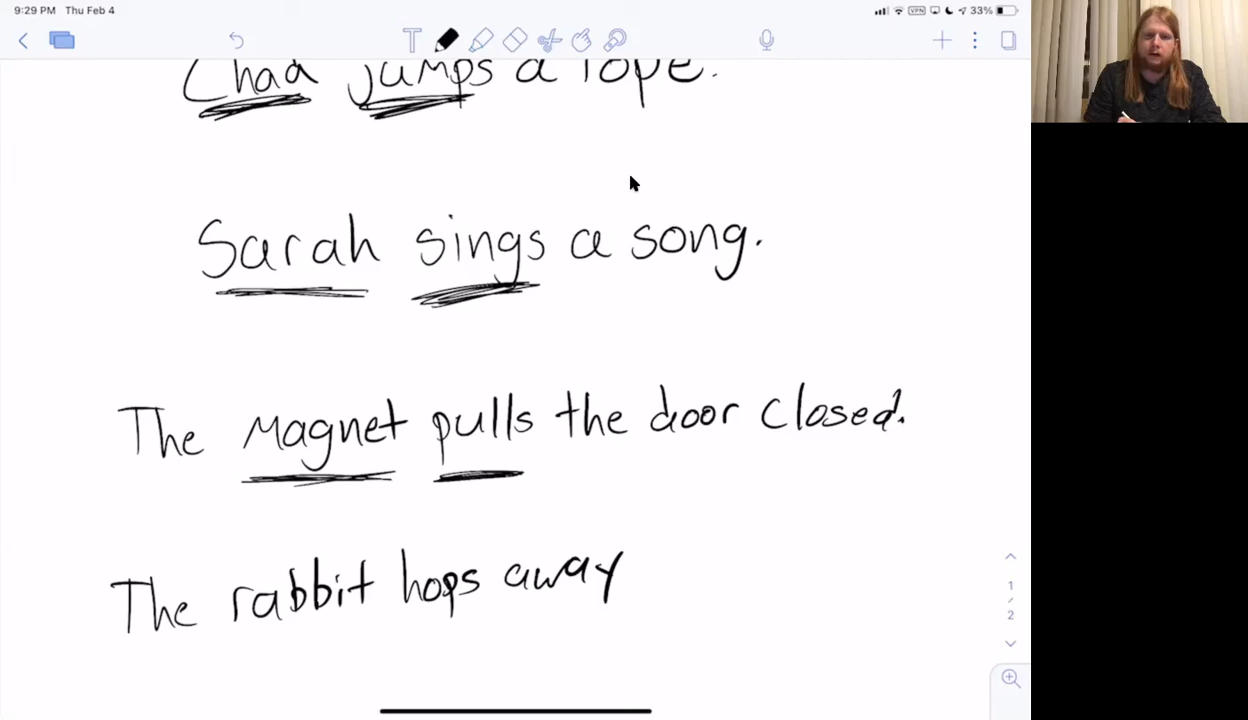 9:29 PM Thu Feb 4 VPN 33%
T
Chad jumps a rope.
Sarah sings a song.
The Magnet pulls the door closed.
The rabbit hops away
1
/
2